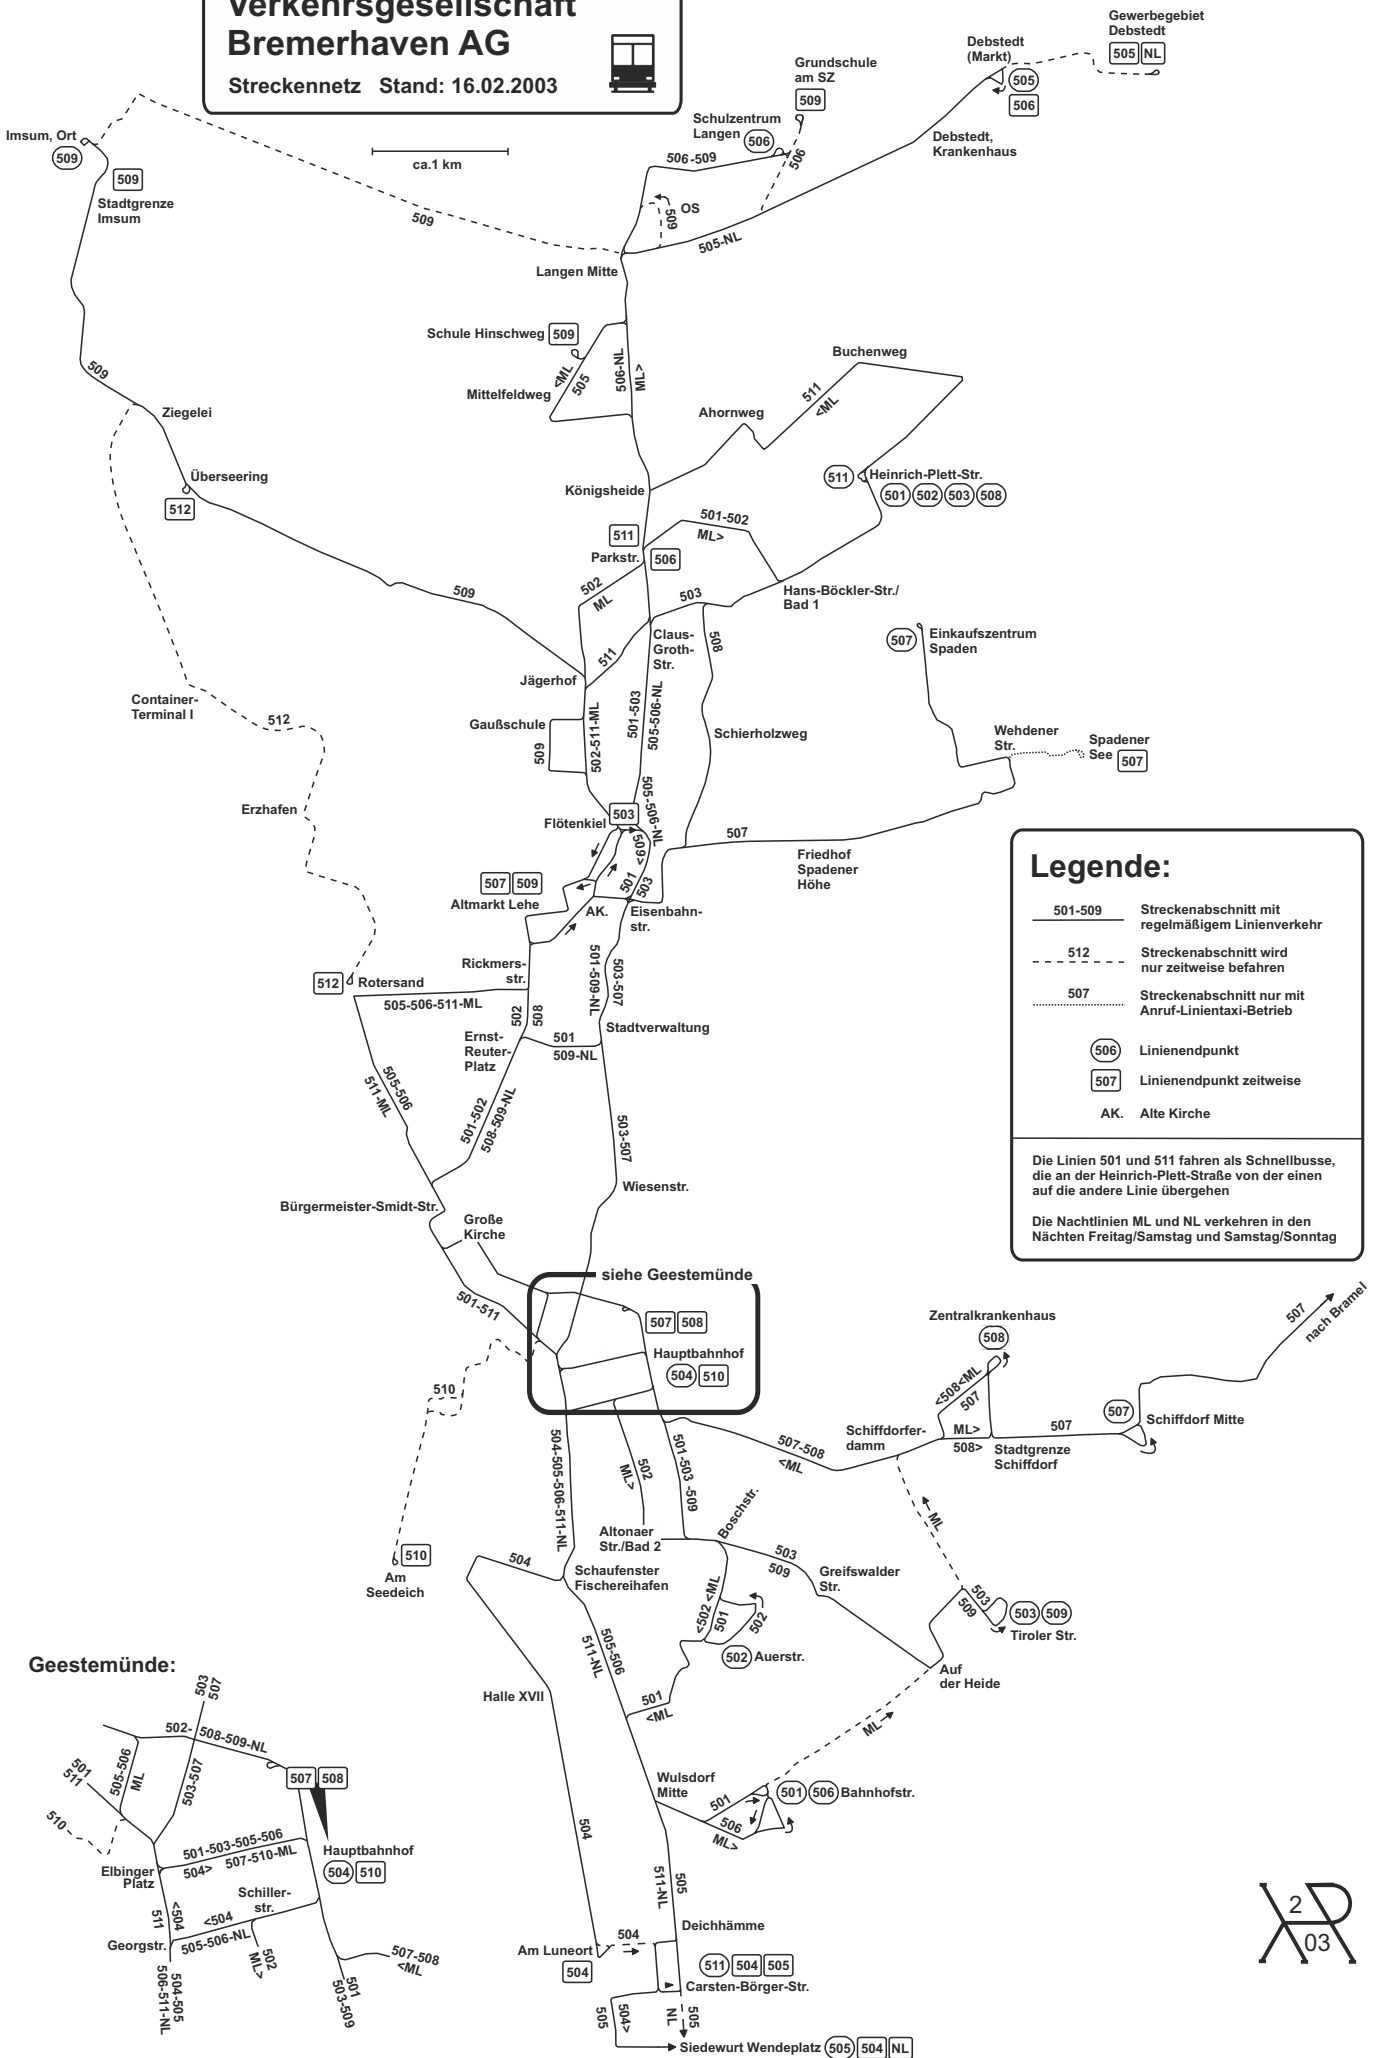 Verkehrsgesellschaft
Bremerhaven AG
Streckennetz Stand: 16.02.2003
ca.1 km
Gewerbegebiet
Debstedt
505 NL
Debstedt
(Markt)
505
506
Debstedt,
Krankenhaus
Grundschule
am SZ
509
Schulzentrum
Langen 506
506-509
506
OS
509
505-NL
Imsum, Ort
509
509
Stadtgrenze
Imsum
509
Langen Mitte
Schule Hinschweg 509
<ML
505
506-NL
ML>
Mittelfeldweg
Buchenweg
511
<ML
Ahornweg
509
Ziegelei
Überseering
512
Königsheide
511 Heinrich-Plett-Str.
501 502 503 508
511
Parkstr. 506
501-502
ML>
502
ML
509
503
Hans-Böckler-Str./
Bad 1
Claus-
Groth-
Str.
511
508
Jägerhof
507 Einkaufszentrum
Spaden
Container-
Terminal I
512
Gaußschule
509
502-511-ML
501-503
505-506-NL
Schierholzweg
Wehdener
Str.
Spadener
See 507
Erzhafen
503
Flötenkiel
505-506-NL
509>
501
503
507
Friedhof
Spadener
Höhe
507 509
Altmarkt Lehe
AK.
Eisenbahn-
str.
Rickmers-
str.
512 Rotersand
505-506-511-ML
502
508
501-509-NL
503-507
Stadtverwaltung
Ernst-
Reuter-
Platz
501
509-NL
505-506
511-ML
501-502
508-509-NL
503-507
Wiesenstr.
Bürgermeister-Smidt-Str.
Große
Kirche
501-511
siehe Geestemünde
507 508
Hauptbahnhof
504 510
510
510
Am
Seedeich
Legende:
501-509 Streckenabschnitt mit
regelmäßigem Linienverkehr
512 Streckenabschnitt wird
nur zeitweise befahren
507 Streckenabschnitt nur mit
Anruf-Linientaxi-Betrieb
506 Linienendpunkt
507 Linienendpunkt zeitweise
AK. Alte Kirche
Die Linien 501 und 511 fahren als Schnellbusse,
die an der Heinrich-Plett-Straße von der einen
auf die andere Linie übergehen
Die Nachtlinien ML und NL verkehren in den
Nächten Freitag/Samstag und Samstag/Sonntag
507
nach Bramel
Zentralkrankenhaus
508
<508<ML
507
ML>
508>
507
507
Schiffdorf Mitte
Stadtgrenze
Schiffdorf
Schiffdorfer-
damm
507-508
<ML
504-505-506-511-NL
502
ML>
501-503-509
Altonaer
Str./Bad 2
Boschstr.
503
509
Greifswalder
Str.
ML
503
509
503 509
Tiroler Str.
504
Schaufenster
Fischereihafen
<502 <ML
501
502
502 Auerstr.
505-506
511-NL
501
<ML
Auf
der Heide
ML
Halle XVII
504
Wulsdorf
Mitte
501
506
ML>
501 506 Bahnhofstr.
505
511-NL
Deichhämme
504
Am Luneort
504
511 504 505
Carsten-Börger-Str.
505
504>
NL
505
Siedewurt Wendeplatz 505 504 NL
Geestemünde:
503
507
502-
508-509-NL
505-506
ML
503-507
501
511
510
507 508
501-503-505-506
504> 507-510-ML
Hauptbahnhof
504 510
Elbinger
Platz
Schiller-
str.
511
<504
<504
505-506-NL
Georgstr.
502
ML>
504-505
506-511-NL
507-508
<ML
501
503-509
2
03